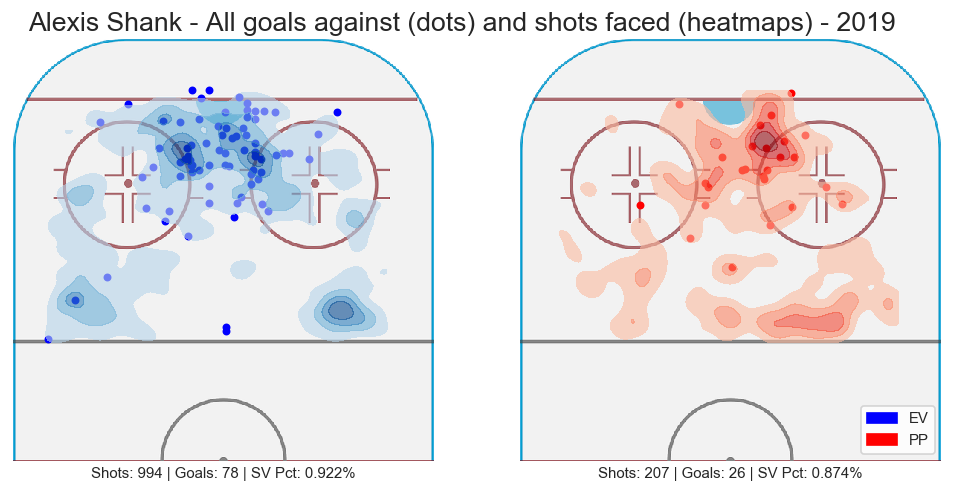 Alexis Shank - All goals against (dots) and shots faced (heatmaps) - 2019
EV
PP
Shots: 994 | Goals: 78 | SV Pct: 0.922%
Shots: 207 | Goals: 26 | SV Pct: 0.874%